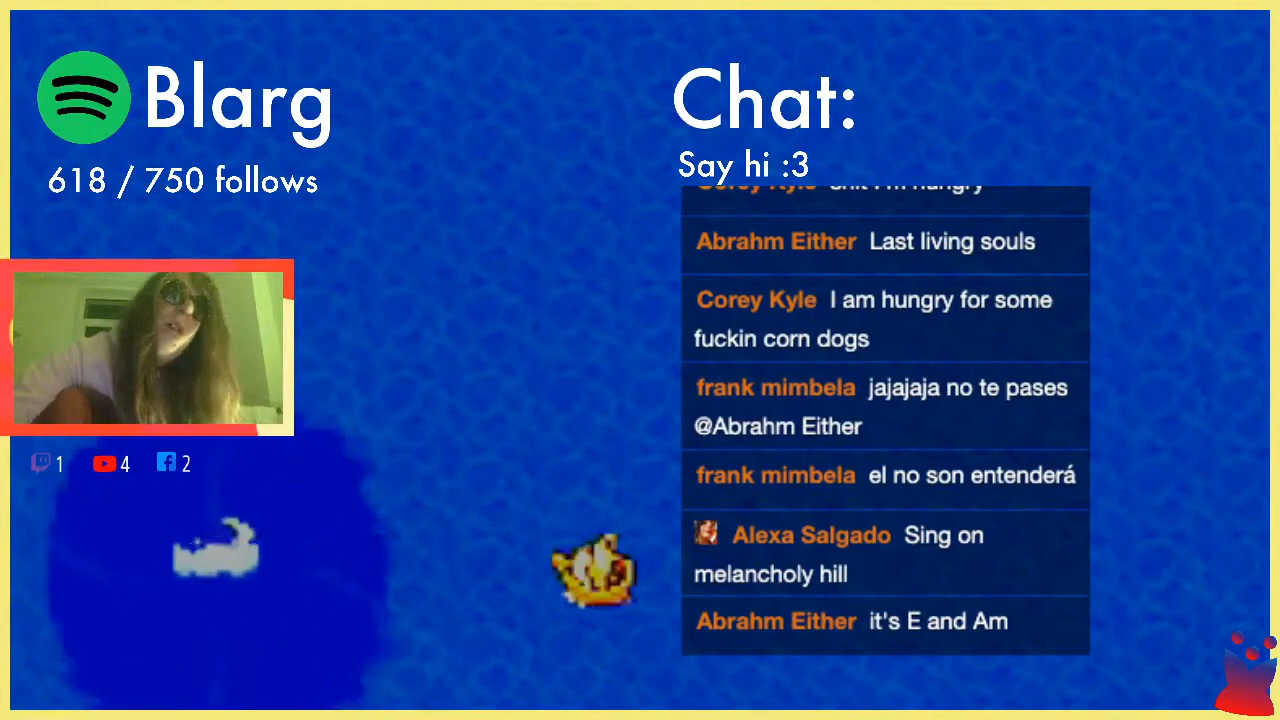 Blarg
618 / 750 follows
1 4 2
Chat:
Say hi :3
Abrahm Either Last living souls
Corey Kyle I am hungry for some
fuckin corn dogs
frank mimbela jajajaja no te pases
@Abrahm Either
frank mimbela el no son entenderá
Alexa Salgado Sing on
melancholy hill
Abrahm Either it's E and Am